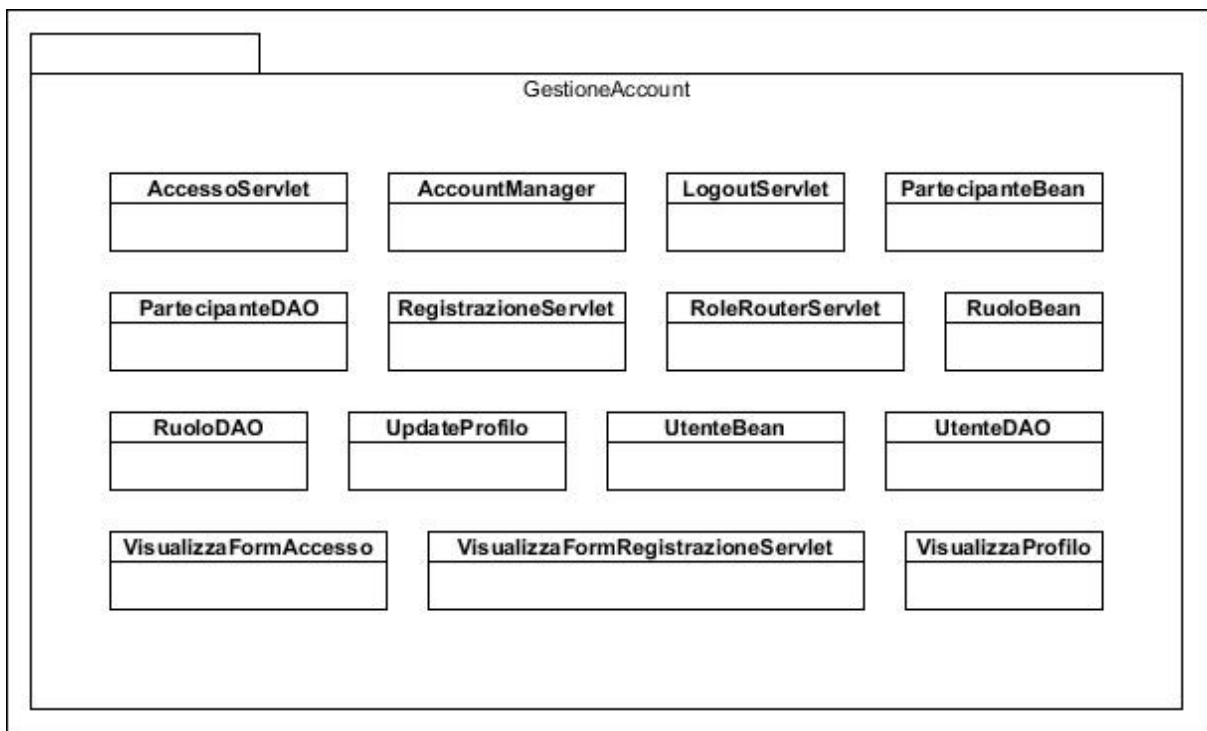 GestioneAccount
AccessoServlet AccountManager LogoutServlet PartecipanteBean
PartecipanteDAO RegistrazioneServlet RoleRouterServlet RuoloBean
RuoloDAO UpdateProfilo UtenteBean UtenteDAO
VisualizzaFormAccesso VisualizzaFormRegistrazioneServlet VisualizzaProfilo